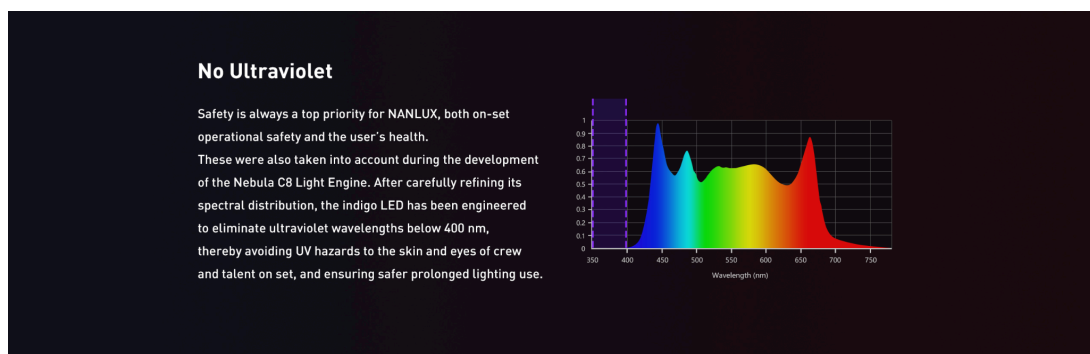 No Ultraviolet
Safety is always a top priority for NANLUX, both on-set
operational safety and the user's health.
These were also taken into account during the development
of the Nebula C8 Light Engine. After carefully refining its
spectral distribution, the indigo LED has been engineered
to eliminate ultraviolet wavelengths below 400 nm,
thereby avoiding UV hazards to the skin and eyes of crew
and talent on set, and ensuring safer prolonged lighting use.
1
0.9
0.8
0.7
0.6
0.5
0.4
0.3
0.2
0.1
0
350 400 450 500 550 600 650 700 750
Wavelength (nm)